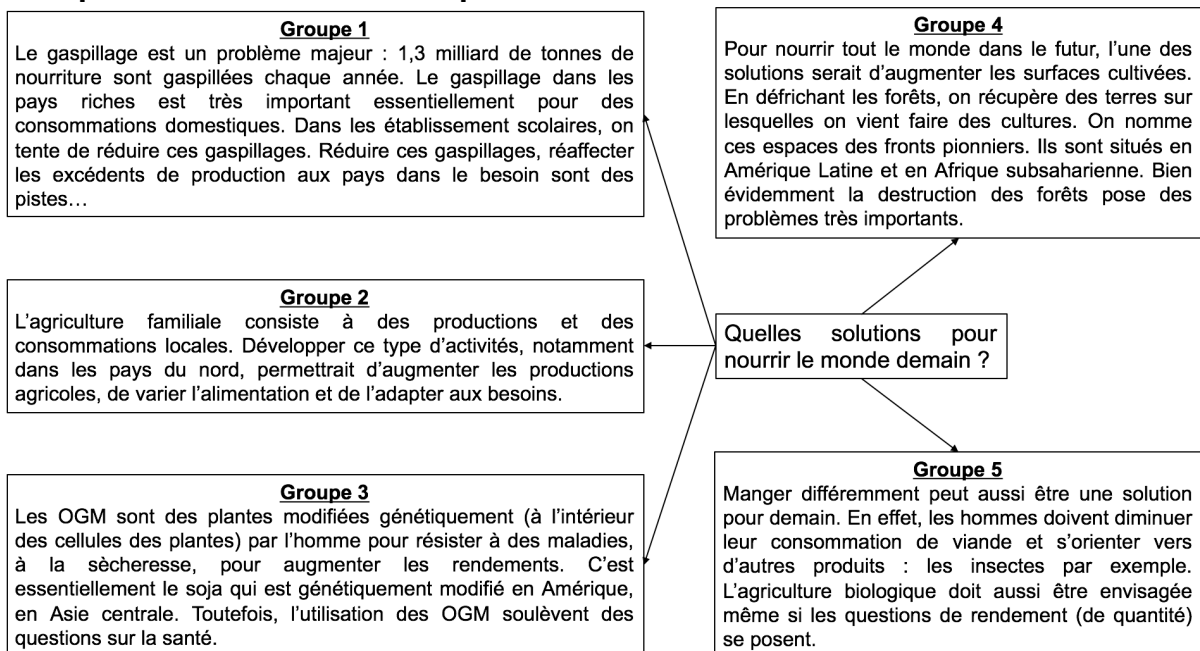 Groupe 1
Le gaspillage est un problème majeur : 1,3 milliard de tonnes de
nourriture sont gaspillées chaque année. Le gaspillage dans les
pays riches est très important essentiellement pour des
consommations domestiques. Dans les établissement scolaires, on
tente de réduire ces gaspillages. Réduire ces gaspillages, réaffecter
les excédents de production aux pays dans le besoin sont des
pistes…
Groupe 2
L’agriculture familiale consiste à des productions et des
consommations locales. Développer ce type d’activités, notamment
dans les pays du nord, permettrait d’augmenter les productions
agricoles, de varier l’alimentation et de l’adapter aux besoins.
Groupe 3
Les OGM sont des plantes modifiées génétiquement (à l’intérieur
des cellules des plantes) par l’homme pour résister à des maladies,
à la sècheresse, pour augmenter les rendements. C’est
essentiellement le soja qui est génétiquement modifié en Amérique,
en Asie centrale. Toutefois, l’utilisation des OGM soulèvent des
questions sur la santé.
Groupe 4
Pour nourrir tout le monde dans le futur, l’une des
solutions serait d’augmenter les surfaces cultivées.
En défrichant les forêts, on récupère des terres sur
lesquelles on vient faire des cultures. On nomme
ces espaces des fronts pionniers. Ils sont situés en
Amérique Latine et en Afrique subsaharienne. Bien
évidemment la destruction des forêts pose des
problèmes très importants.
Quelles solutions pour
nourrir le monde demain ?
Groupe 5
Manger différemment peut aussi être une solution
pour demain. En effet, les hommes doivent diminuer
leur consommation de viande et s’orienter vers
d’autres produits : les insectes par exemple.
L’agriculture biologique doit aussi être envisagée
même si les questions de rendement (de quantité)
se posent.